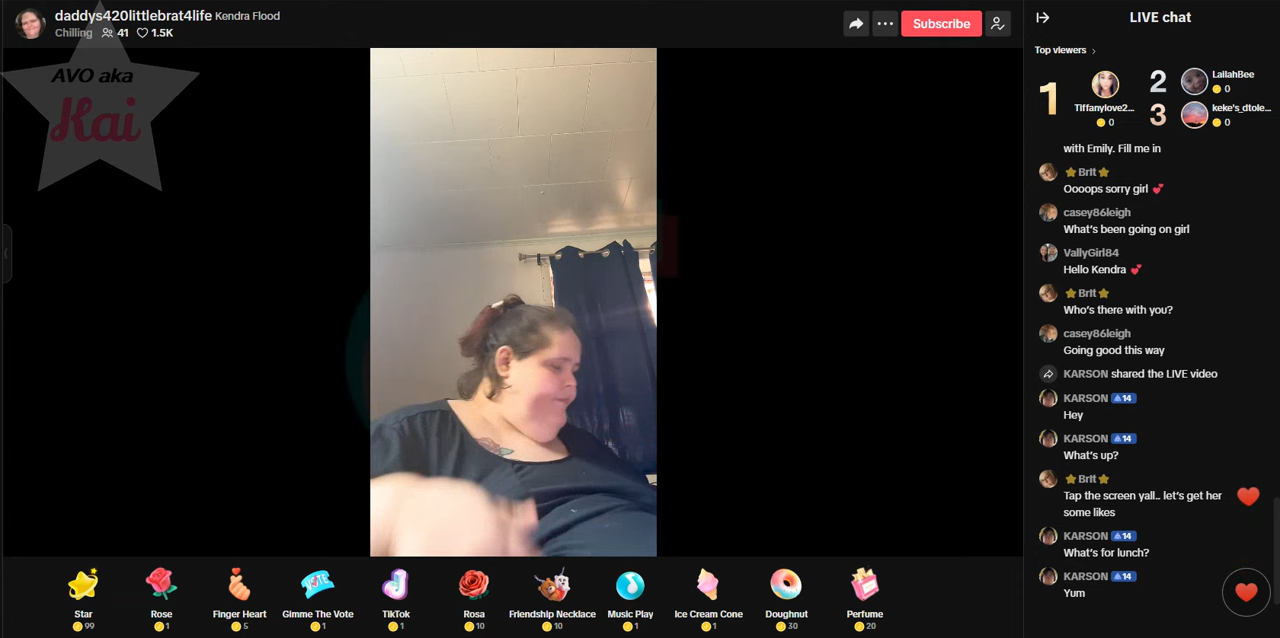 daddys420littlebrat4life Kendra Flood
Chilling 41 1.5K
Subscribe
AVO aka
Kai
LIVE chat
Top viewers
1 Tiffanylove2... 0
2 LailahBee 0
3 keke's_dtole... 0
with Emily. Fill me in
Brit
Oooops sorry girl 💕
casey86leigh
What's been going on girl
VallyGirl84
Hello Kendra 💕
Brit
Who's there with you?
casey86leigh
Going good this way
KARSON shared the LIVE video
KARSON 14
Hey
KARSON 14
What's up?
Brit
Tap the screen yall.. let's get her
some likes
KARSON 14
What's for lunch?
KARSON 14
Yum
Star Rose Finger Heart Gimme The Vote TikTok Rosa Friendship Necklace Music Play Ice Cream Cone Doughnut Perfume
99 1 5 1 1 10 10 1 1 30 20